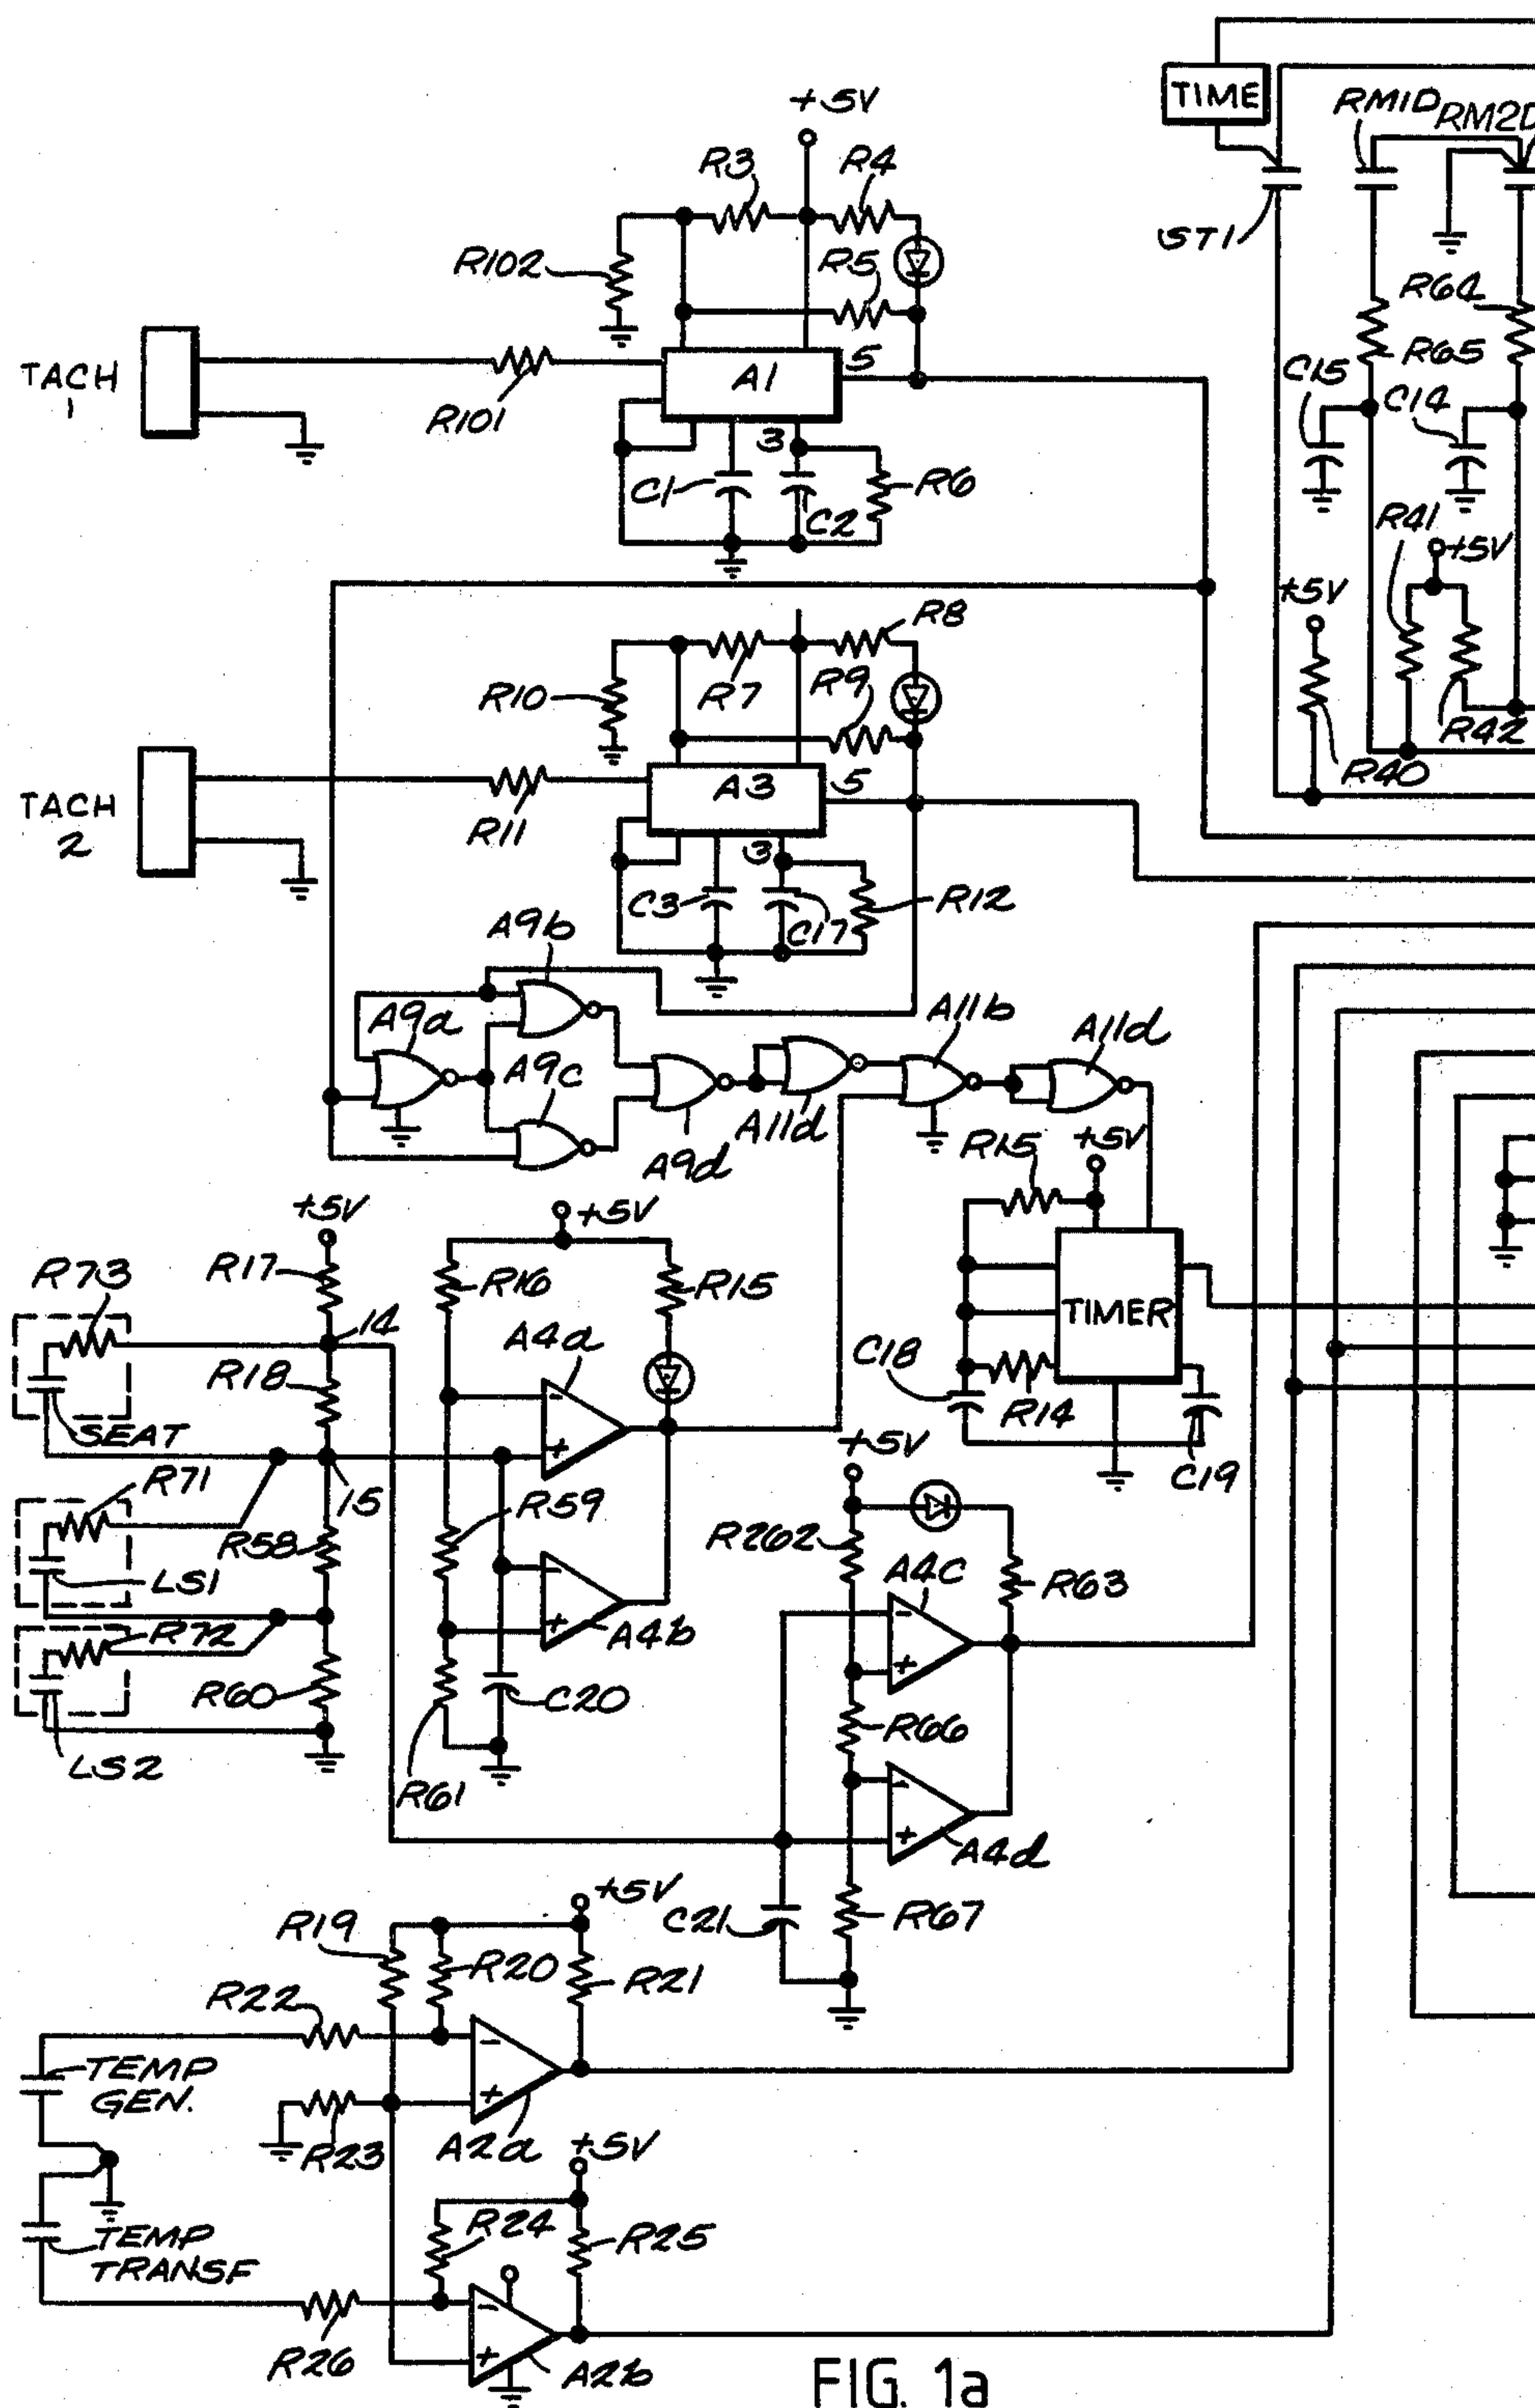 +5V
TIME
RM1D
RM2D
R3
R4
ST1
R102
R5
R64
TACH
1
A1
5
R65
C15
C14
R101
3
R6
C1
C2
R41
+5V
+5V
R8
R10
R7
R9
R42
R40
TACH
2
A3
5
R11
3
C3
C17
R12
A9b
A9a
A11b
A11d
A9c
A11d
A9d
R15
+5V
+5V
+5V
R73
R17
R16
R15
TIMER
14
A4a
C18
R18
R14
SEAT
+5V
C19
R71
15
R59
R262
R58
A4c
R63
LS1
R72
A4b
R60
C20
R66
LS2
R61
A4d
+5V
R19
C21
R67
R20
R21
R22
TEMP
GEN.
R23
A2a
+5V
R24
R25
TEMP
TRANSF
R26
A2b
FIG. 1a
- + - + - + - + - + - +